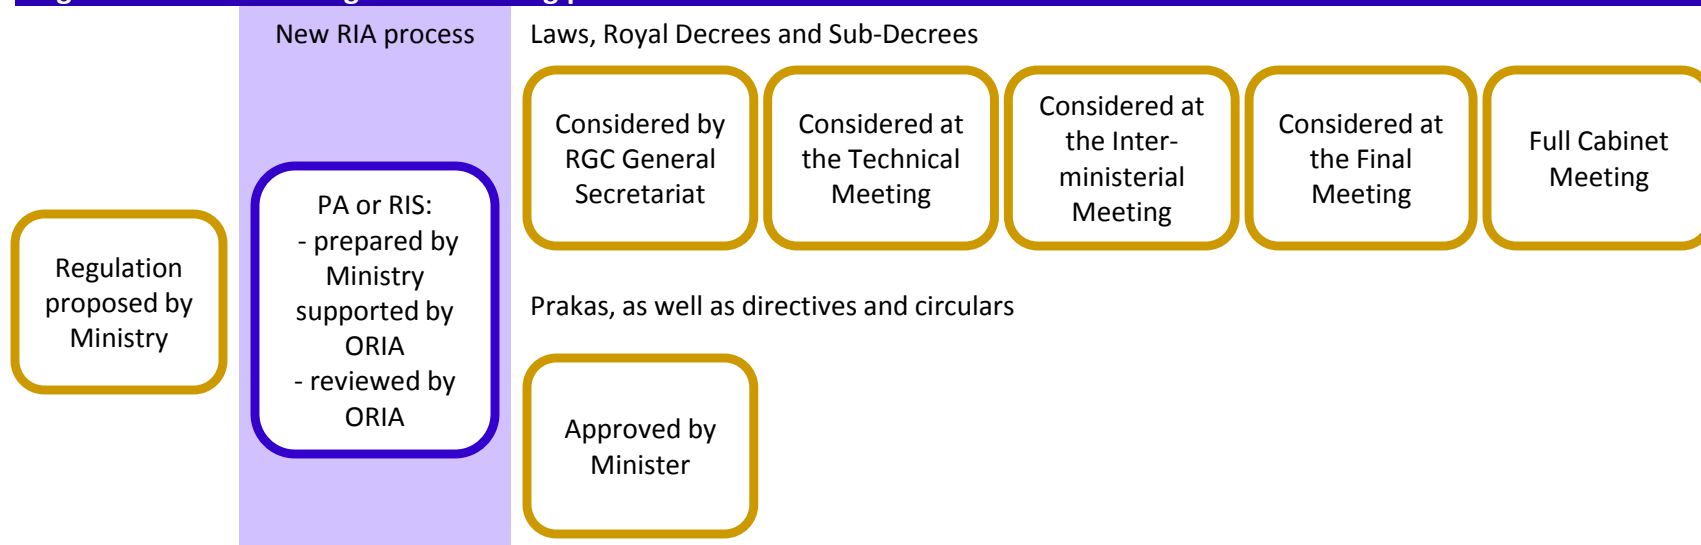 New RIA process
Laws, Royal Decrees and Sub-Decrees
Regulation
proposed by
Ministry
PA or RIS:
- prepared by
Ministry
supported by
ORIA
- reviewed by
ORIA
Considered by
RGC General
Secretariat
Considered at
the Technical
Meeting
Considered at
the Inter-
ministerial
Meeting
Considered at
the Final
Meeting
Full Cabinet
Meeting
Prakas, as well as directives and circulars
Approved by
Minister